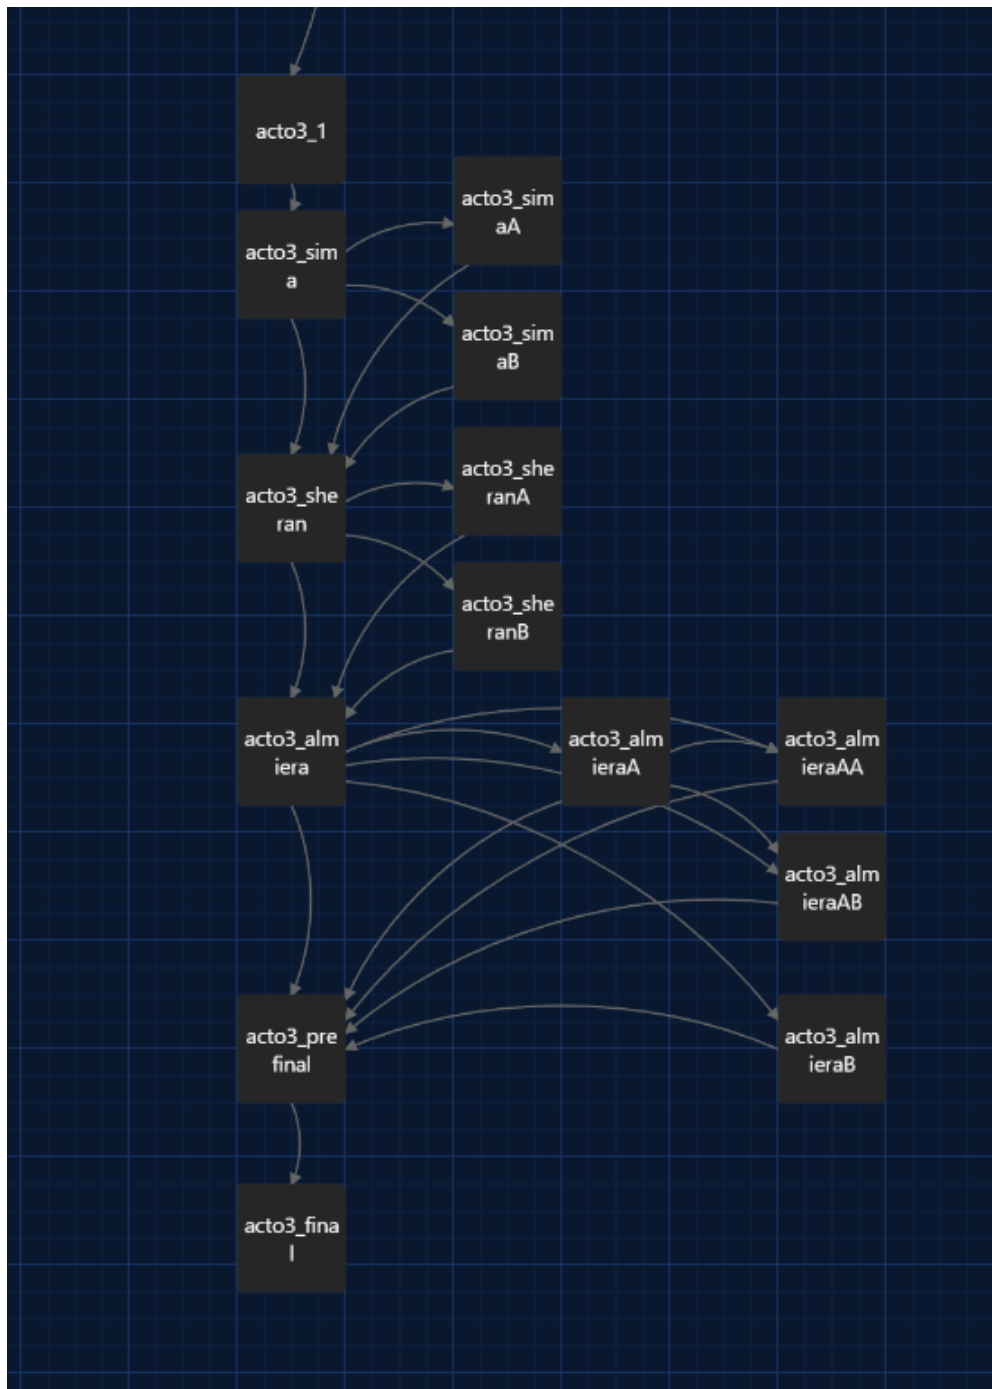 acto3_1
acto3_sim
aA
acto3_sim
a
acto3_sim
aB
acto3_she
ranA
acto3_she
ran
acto3_she
ranB
acto3_alm
iera
acto3_alm
ieraA
acto3_alm
ieraAA
acto3_alm
ieraAB
acto3_pre
final
acto3_alm
ieraB
acto3_fina
l